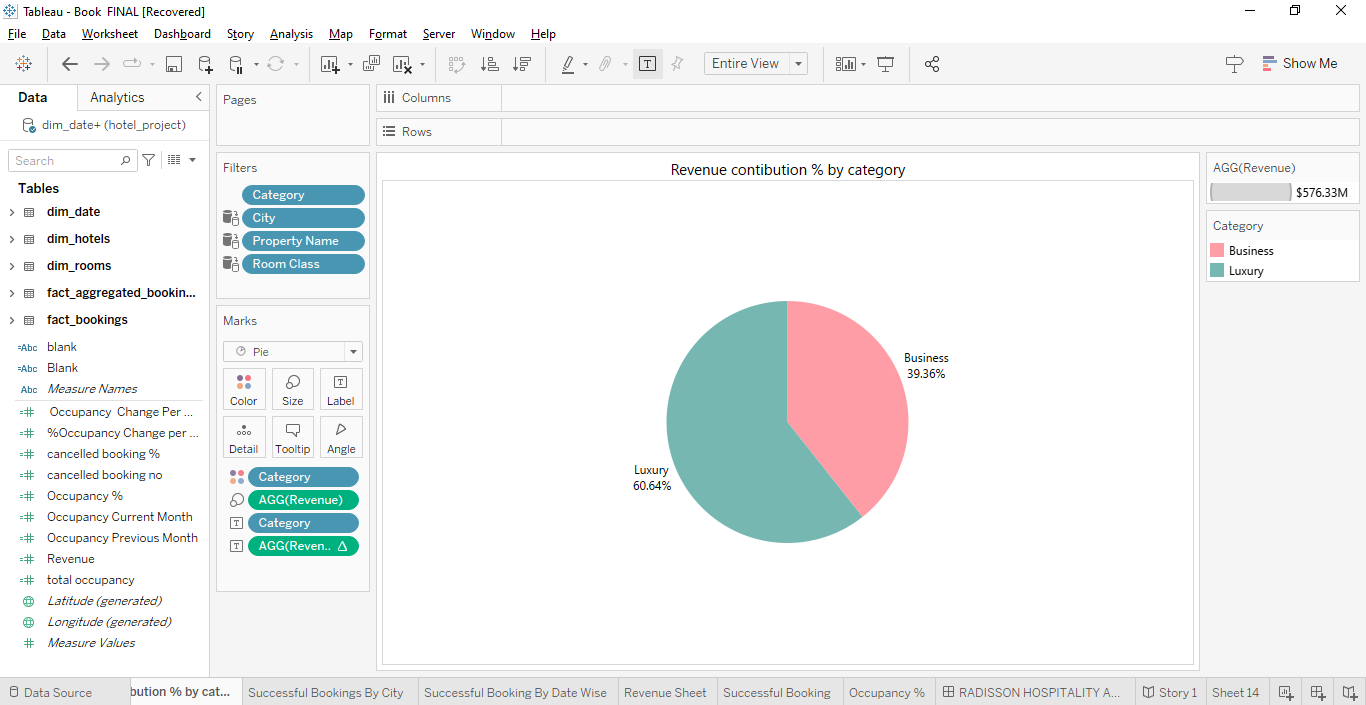 Tableau - Book  FINAL [Recovered]
File Data Worksheet Dashboard Story Analysis Map Format Server Window Help
Entire View
Show Me
Data Analytics
dim_date+ (hotel_project)
Search
Tables
dim_date
dim_hotels
dim_rooms
fact_aggregated_bookin...
fact_bookings
Abc blank
Abc Blank
Abc Measure Names
Occupancy  Change Per ...
%Occupancy Change per ...
cancelled booking %
cancelled booking no
Occupancy %
Occupancy Current Month
Occupancy Previous Month
Revenue
total occupancy
Latitude (generated)
Longitude (generated)
Measure Values
Pages
Filters
Category
City
Property Name
Room Class
Marks
Pie
Color Size Label
Detail Tooltip Angle
Category
AGG(Revenue)
Category
AGG(Reven.. Δ
Columns
Rows
Revenue contibution % by category
Business
39.36%
Luxury
60.64%
AGG(Revenue)
$576.33M
Category
Business
Luxury
Data Source bution % by cat... Successful Bookings By City Successful Booking By Date Wise Revenue Sheet Successful Booking Occupancy % RADISSON HOSPITALITY A... Story 1 Sheet 14